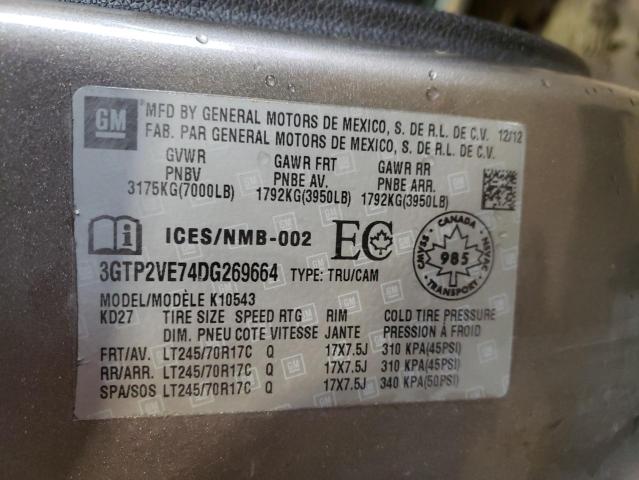 GM
MFD BY GENERAL MOTORS DE MEXICO, S. DE R.L. DE C.V. 12/12
FAB. PAR GENERAL MOTORS DE MEXICO, S. DE R.L. DE C.V.
GVWR GAWR FRT GAWR RR
PNBV PNBE AV. PNBE ARR.
3175KG(7000LB) 1792KG(3950LB) 1792KG(3950LB)
ICES/NMB-002 EC
CANADA
CMVSS NSVAC
985
TRANSPORT
3GTP2VE74DG269664 TYPE: TRU/CAM
MODEL/MODÈLE K10543
KD27 TIRE SIZE SPEED RTG RIM COLD TIRE PRESSURE
DIM. PNEU COTE VITESSE JANTE PRESSION À FROID
FRT/AV. LT245/70R17C Q 17X7.5J 310 KPA(45PSI)
RR/ARR. LT245/70R17C Q 17X7.5J 310 KPA(45PSI)
SPA/SOS LT245/70R17C Q 17X7.5J 340 KPA(50PSI)